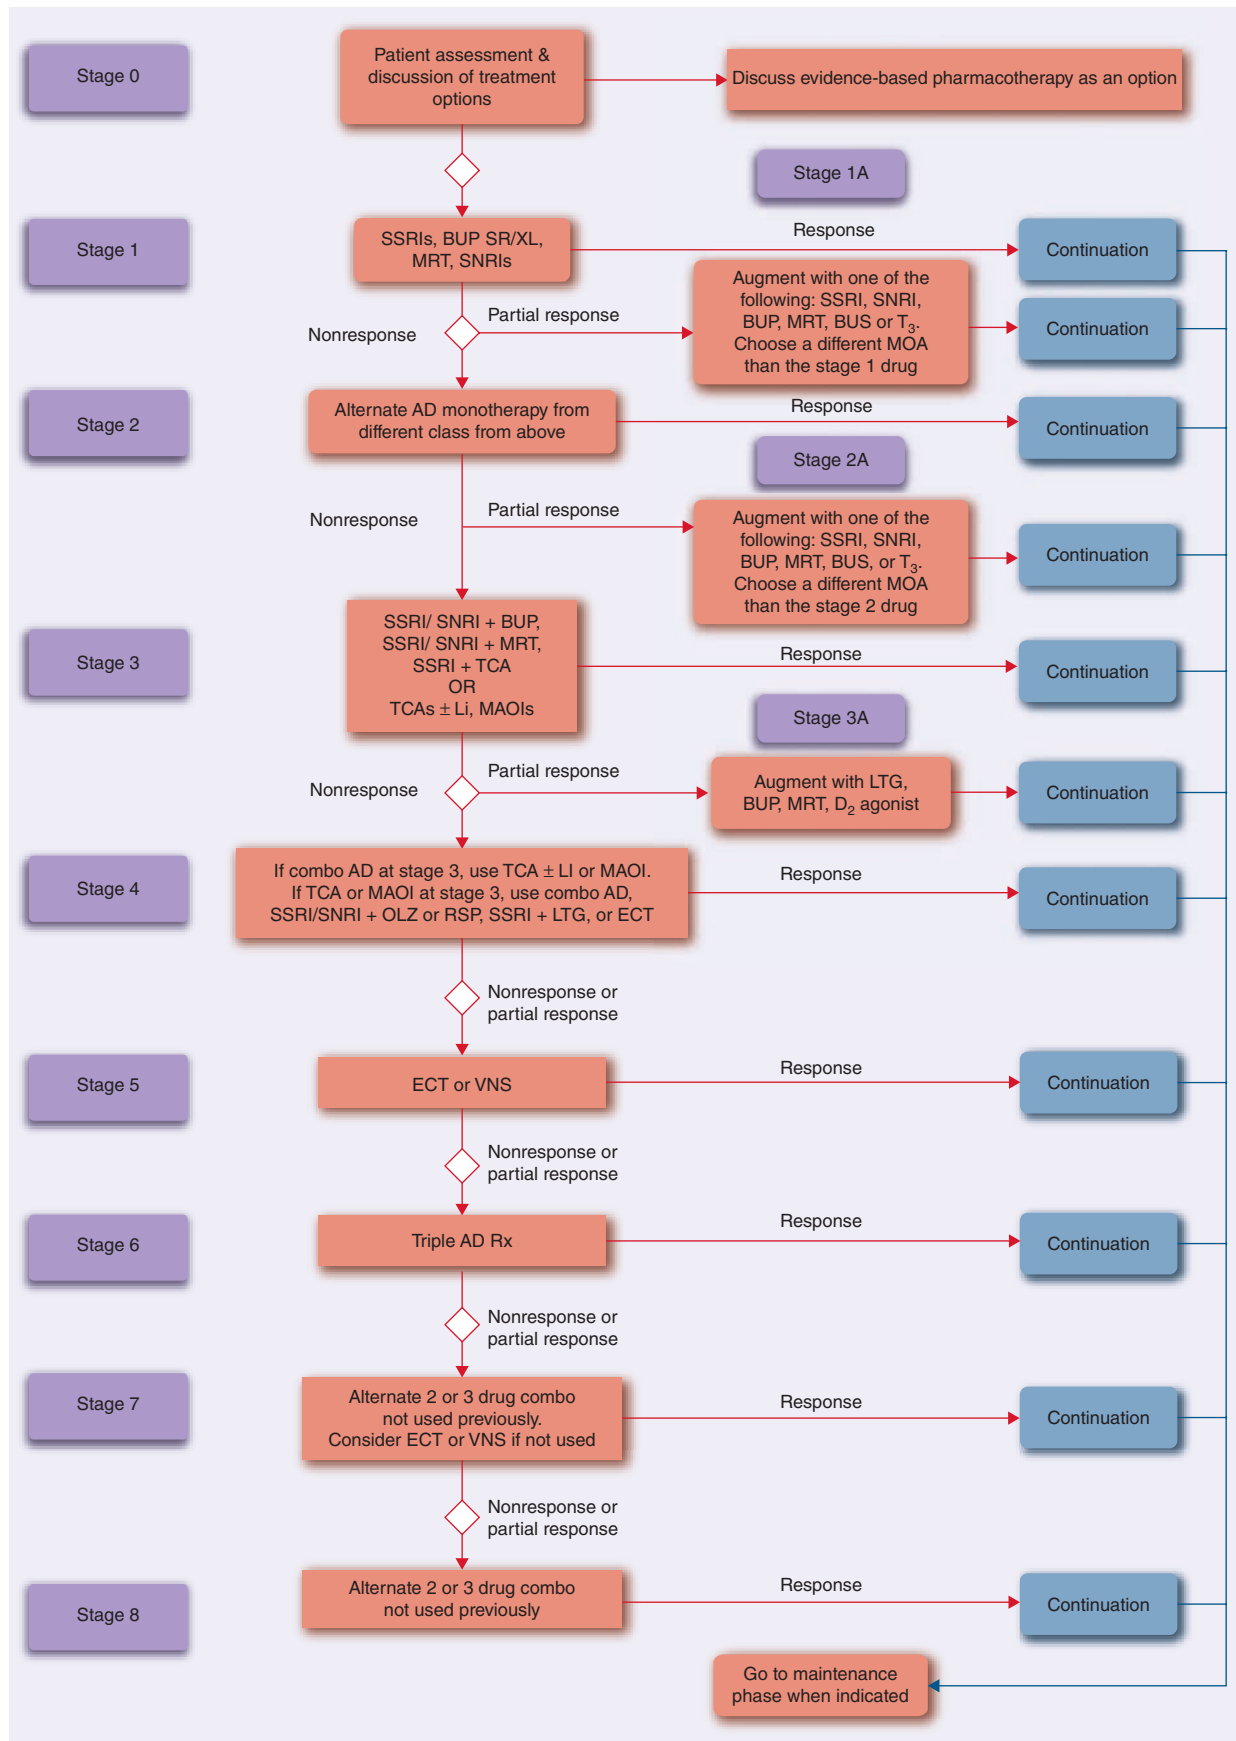 Stage 0
Patient assessment &
discussion of treatment
options
Discuss evidence-based pharmacotherapy as an option
Stage 1A
Stage 1
SSRIs, BUP SR/XL,
MRT, SNRIs
Response
Continuation
Nonresponse
Partial response
Augment with one of the
following: SSRI, SNRI,
BUP, MRT, BUS or T₃.
Choose a different MOA
than the stage 1 drug
Continuation
Stage 2
Alternate AD monotherapy from
different class from above
Response
Continuation
Stage 2A
Nonresponse
Partial response
Augment with one of the
following: SSRI, SNRI,
BUP, MRT, BUS, or T₃.
Choose a different MOA
than the stage 2 drug
Continuation
Stage 3
SSRI/ SNRI + BUP,
SSRI/ SNRI + MRT,
SSRI + TCA
OR
TCAs ± Li, MAOIs
Response
Continuation
Stage 3A
Nonresponse
Partial response
Augment with LTG,
BUP, MRT, D₂ agonist
Continuation
Stage 4
If combo AD at stage 3, use TCA ± LI or MAOI.
If TCA or MAOI at stage 3, use combo AD,
SSRI/SNRI + OLZ or RSP, SSRI + LTG, or ECT
Response
Continuation
Nonresponse or
partial response
Stage 5
ECT or VNS
Response
Continuation
Nonresponse or
partial response
Stage 6
Triple AD Rx
Response
Continuation
Nonresponse or
partial response
Stage 7
Alternate 2 or 3 drug combo
not used previously.
Consider ECT or VNS if not used
Response
Continuation
Nonresponse or
partial response
Stage 8
Alternate 2 or 3 drug combo
not used previously
Response
Continuation
Go to maintenance
phase when indicated